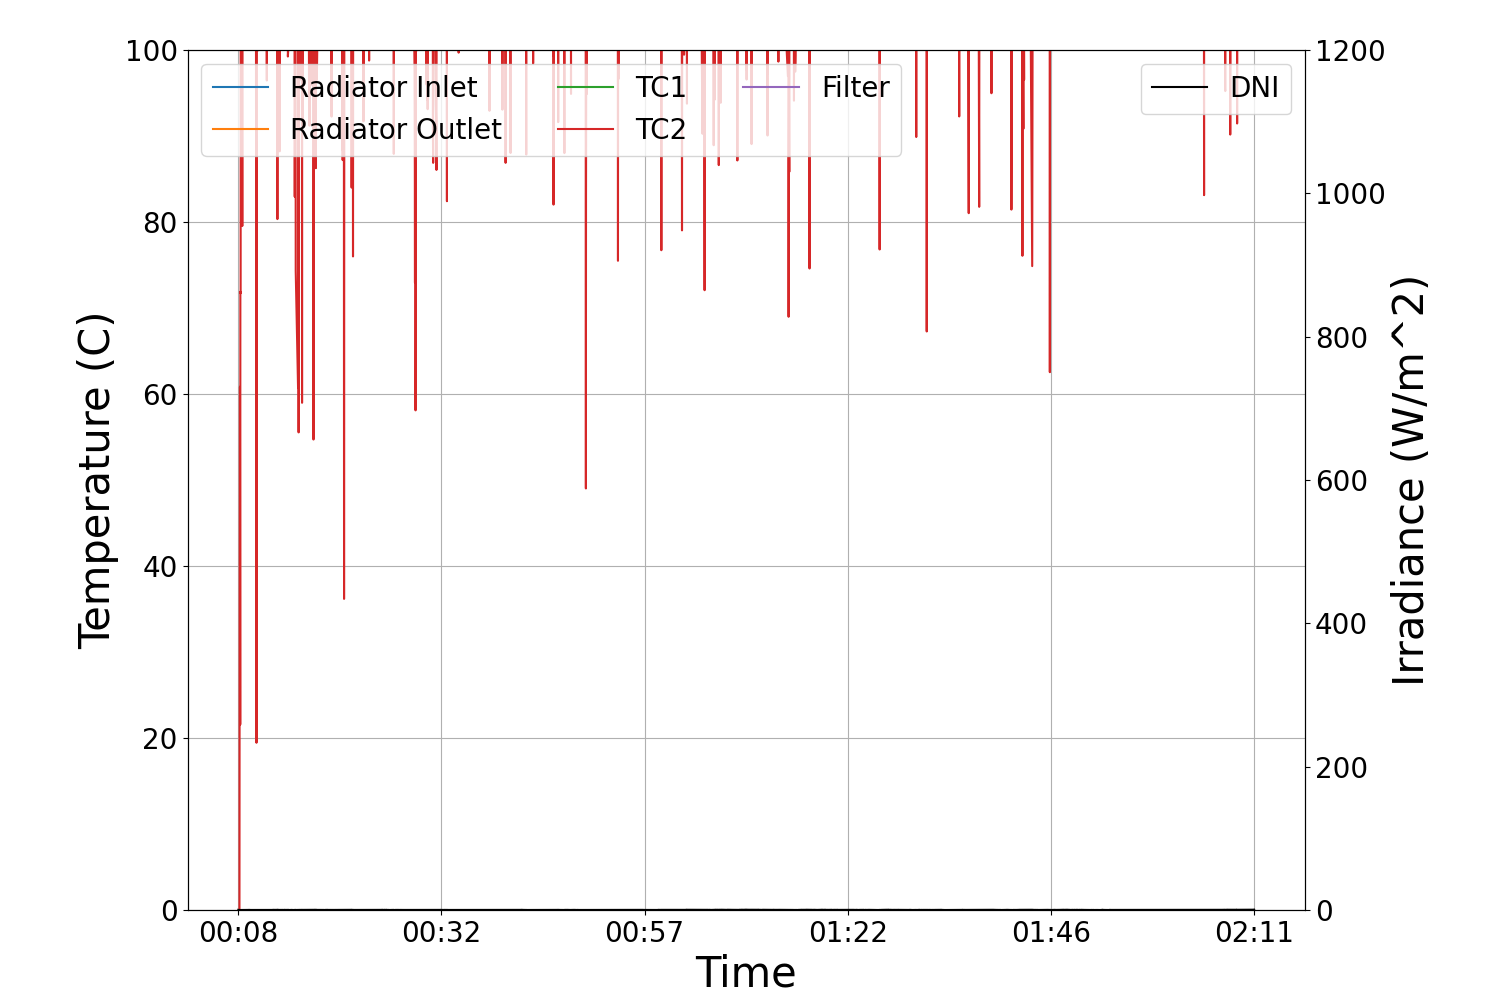 100
80
60
40
20
0
Temperature (C)
Radiator Inlet
Radiator Outlet
TC1
TC2
Filter
DNI
1200
1000
800
600
400
200
0
Irradiance (W/m^2)
00:08 00:32 00:57 01:22 01:46 02:11
Time